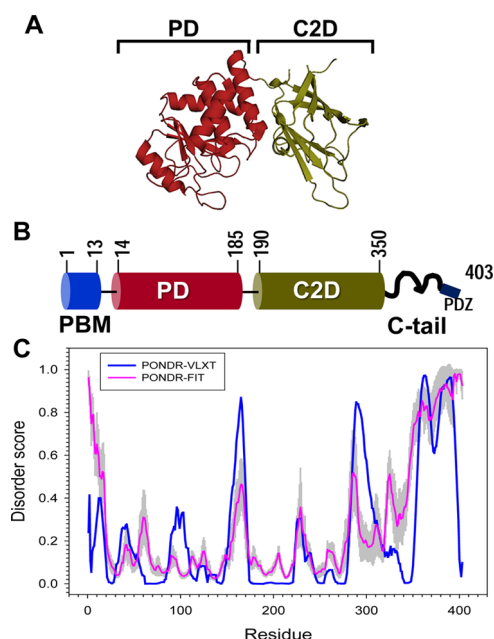 A
PD
C2D
B
1
13
14
185
190
350
403
PD
C2D
PDZ
PBM
C-tail
C
1.0
0.8
0.6
0.4
0.2
0.0
Disorder score
PONDR-VLXT
PONDR-FIT
0
100
200
300
400
Residue